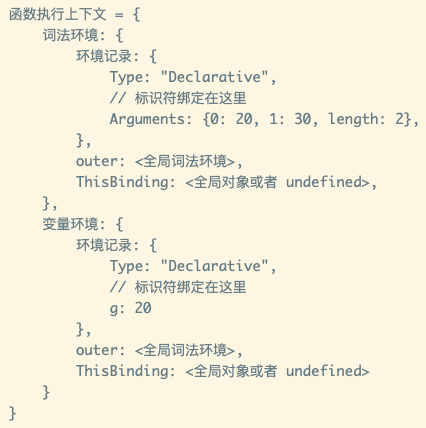 函数执行上下文 = {
    词法环境: {
        环境记录: {
            Type: "Declarative",
            // 标识符绑定在这里
            Arguments: {0: 20, 1: 30, length: 2},
        },
        outer: <全局词法环境>,
        ThisBinding: <全局对象或者 undefined>,
    },
    变量环境: {
        环境记录: {
            Type: "Declarative",
            // 标识符绑定在这里
            g: 20
        },
        outer: <全局词法环境>,
        ThisBinding: <全局对象或者 undefined>
    }
}